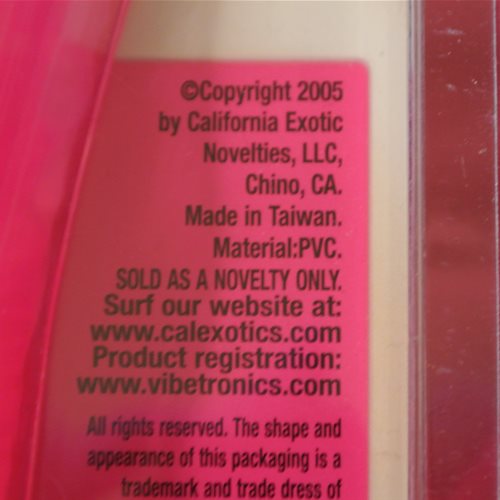 ©Copyright 2005
by California Exotic
Novelties, LLC,
Chino, CA.
Made in Taiwan.
Material:PVC.
SOLD AS A NOVELTY ONLY.
Surf our website at:
www.calexotics.com
Product registration:
www.vibetronics.com
All rights reserved. The shape and
appearance of this packaging is a
trademark and trade dress of